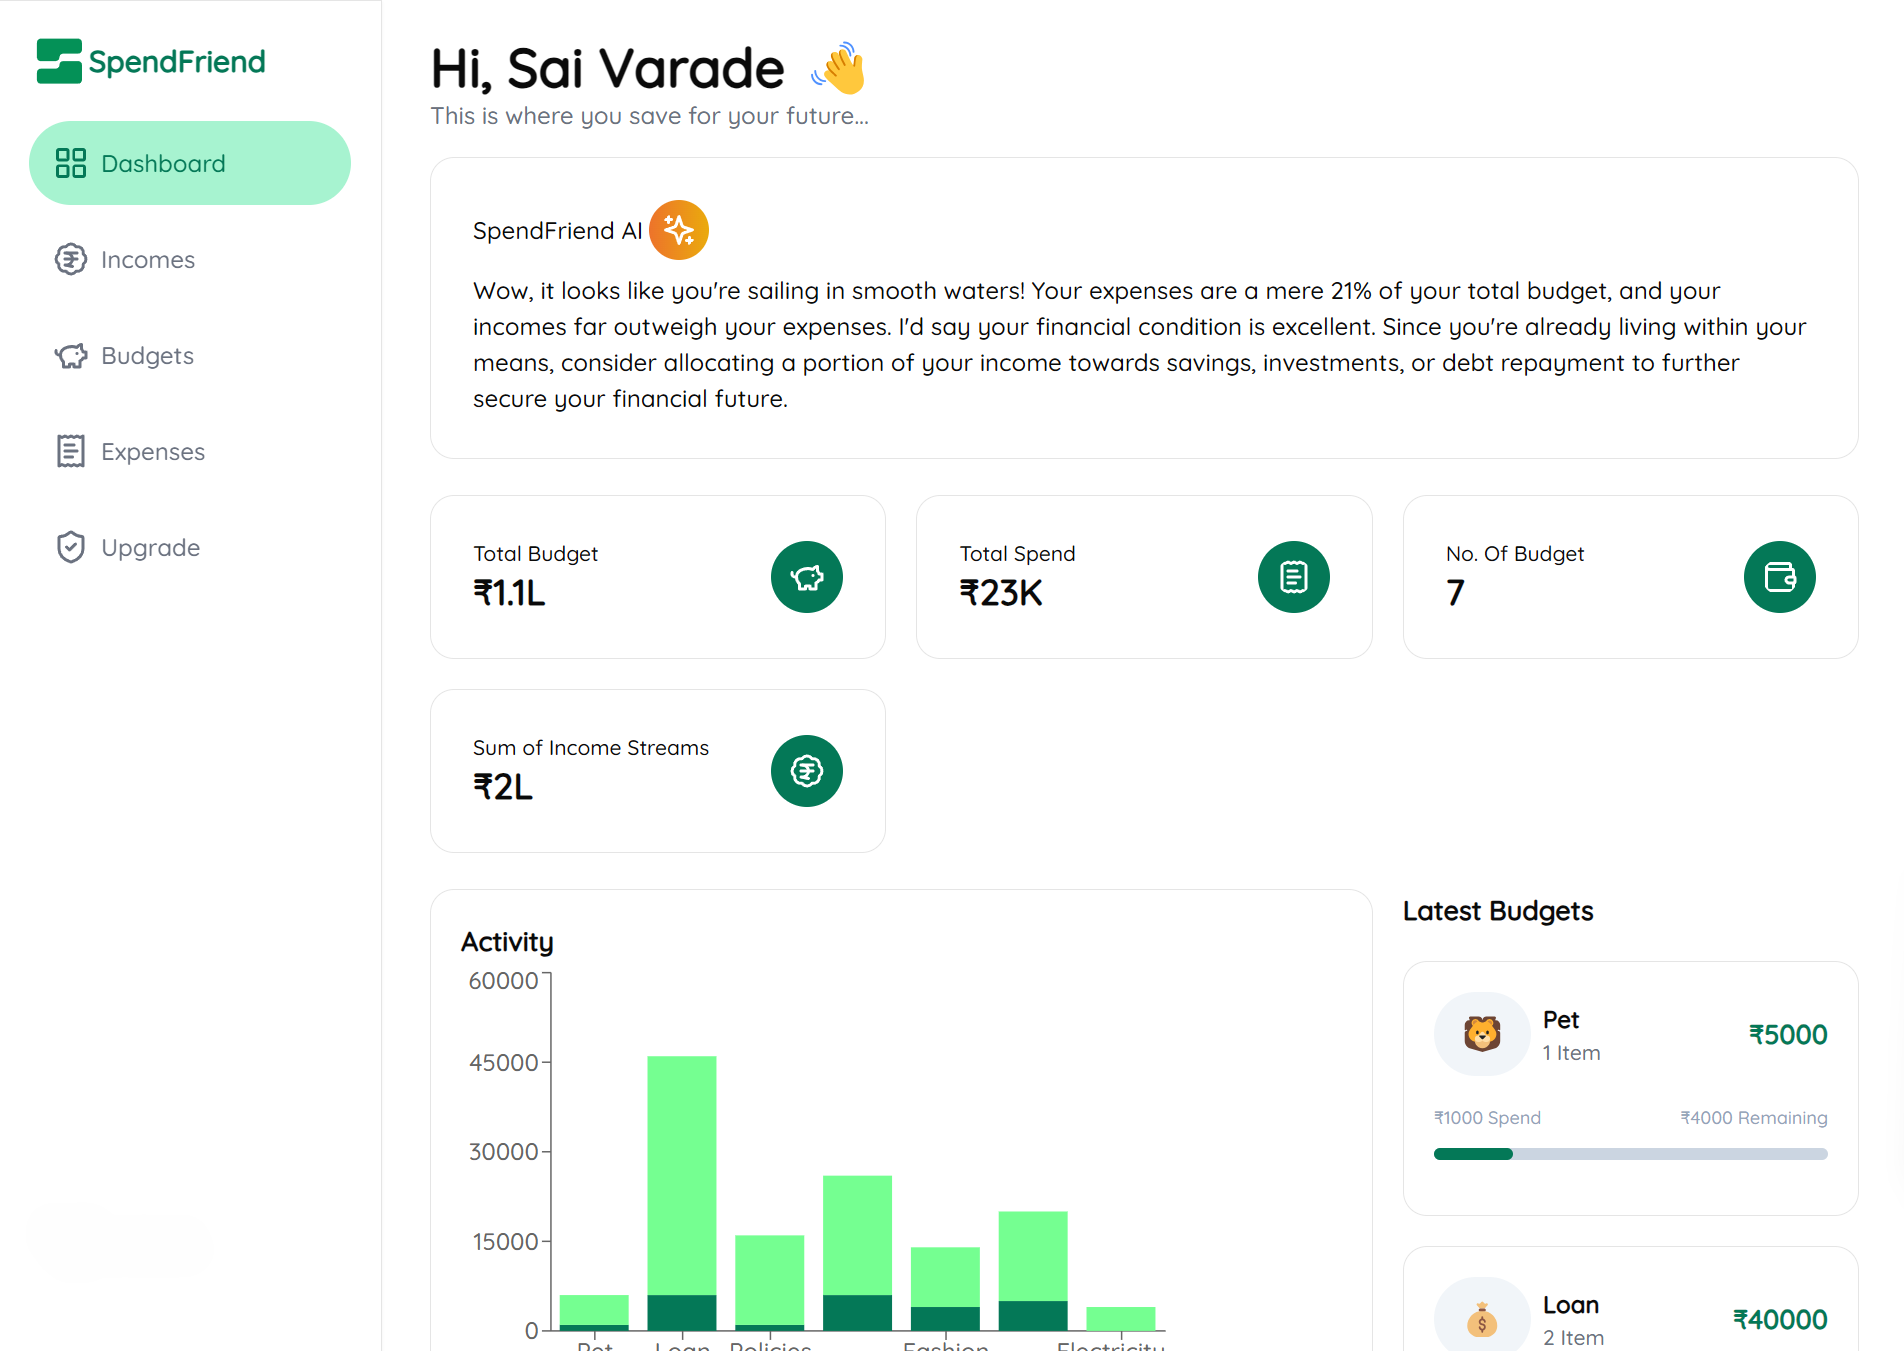 SpendFriend
Dashboard
Incomes
Budgets
Expenses
Upgrade
Hi, Sai Varade 👋
This is where you save for your future...
SpendFriend AI
Wow, it looks like you're sailing in smooth waters! Your expenses are a mere 21% of your total budget, and your
incomes far outweigh your expenses. I'd say your financial condition is excellent. Since you're already living within your
means, consider allocating a portion of your income towards savings, investments, or debt repayment to further
secure your financial future.
Total Budget
₹1.1L
Total Spend
₹23K
No. Of Budget
7
Sum of Income Streams
₹2L
Activity
60000
45000
30000
15000
0
Pet Loan Policies Fashion Electricity
Latest Budgets
Pet
1 Item
₹5000
₹1000 Spend
₹4000 Remaining
Loan
2 Item
₹40000